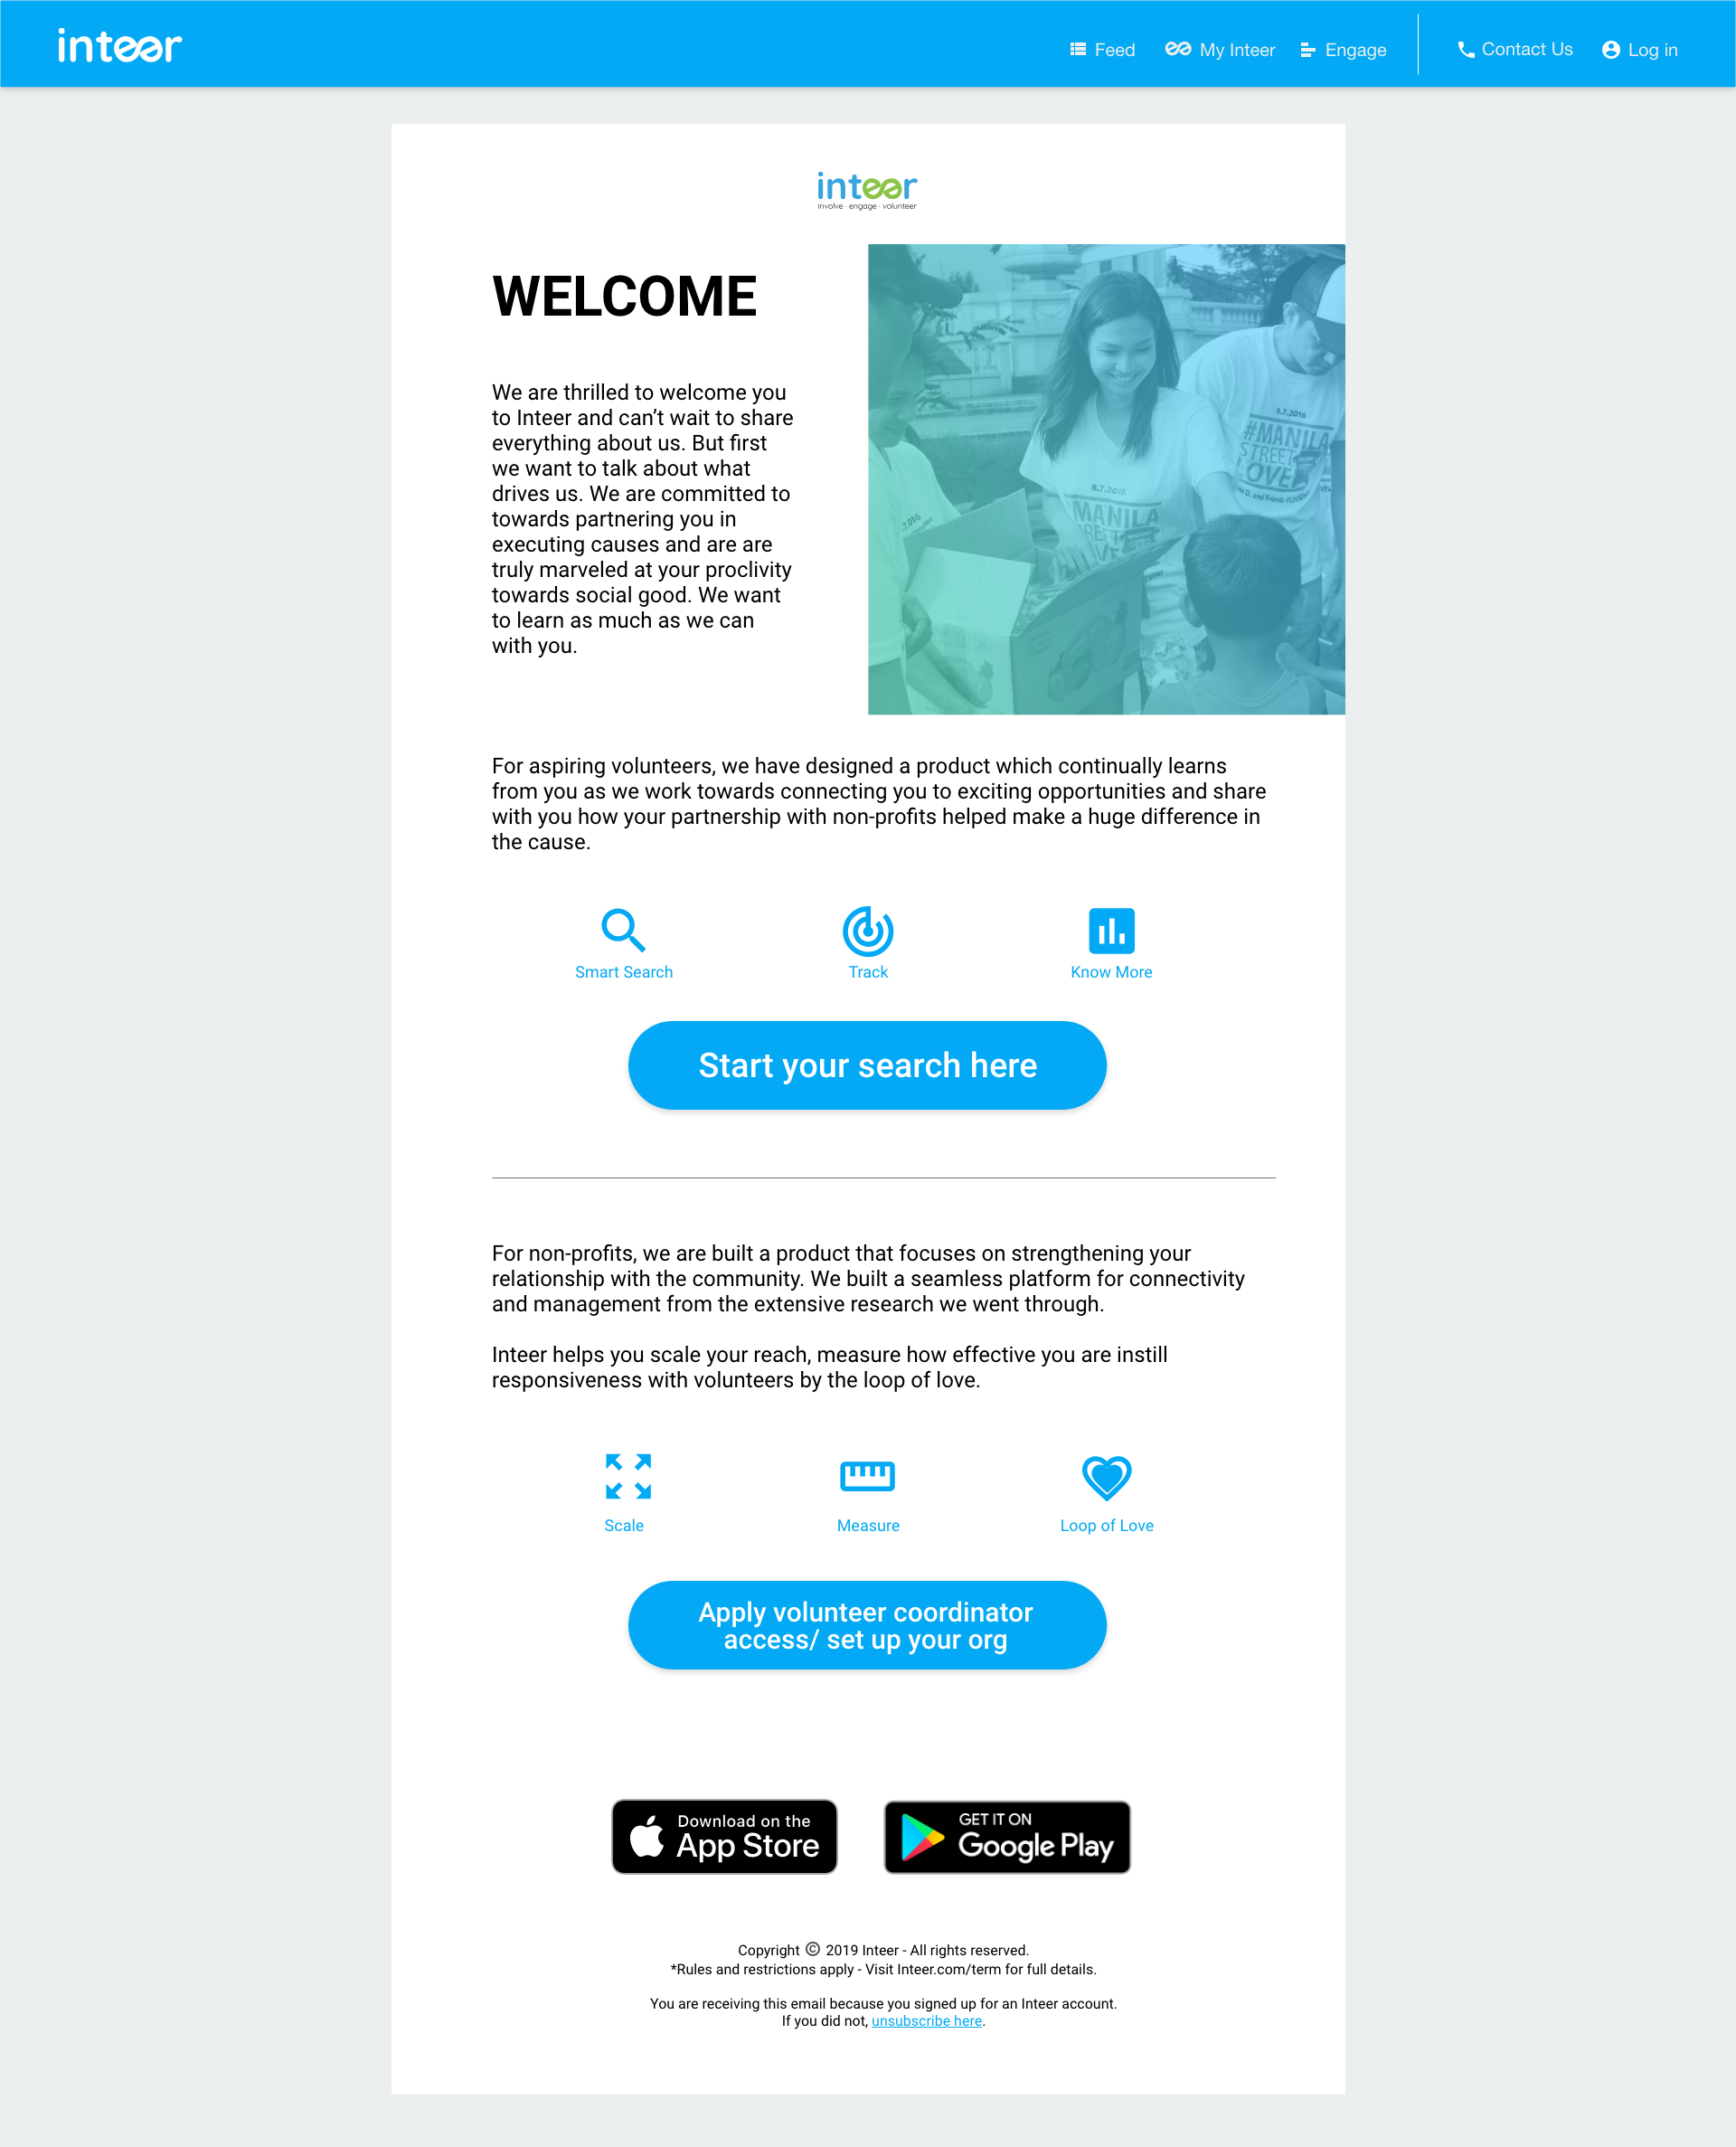 inteer
Feed
My Inteer
Engage
Contact Us
Log in
inteer
involve · engage · volunteer
WELCOME
We are thrilled to welcome you
to Inteer and can’t wait to share
everything about us. But first
we want to talk about what
drives us. We are committed to
towards partnering you in
executing causes and are are
truly marveled at your proclivity
towards social good. We want
to learn as much as we can
with you.
8.7.2016
#MANILA
STREET
LOVE
8.7.2016
MANILA
For aspiring volunteers, we have designed a product which continually learns
from you as we work towards connecting you to exciting opportunities and share
with you how your partnership with non-profits helped make a huge difference in
the cause.
Smart Search
Track
Know More
Start your search here
For non-profits, we are built a product that focuses on strengthening your
relationship with the community. We built a seamless platform for connectivity
and management from the extensive research we went through.
Inteer helps you scale your reach, measure how effective you are instill
responsiveness with volunteers by the loop of love.
Scale
Measure
Loop of Love
Apply volunteer coordinator
access/ set up your org
Download on the
App Store
GET IT ON
Google Play
Copyright © 2019 Inteer - All rights reserved.
*Rules and restrictions apply - Visit Inteer.com/term for full details.
You are receiving this email because you signed up for an Inteer account.
If you did not, unsubscribe here.